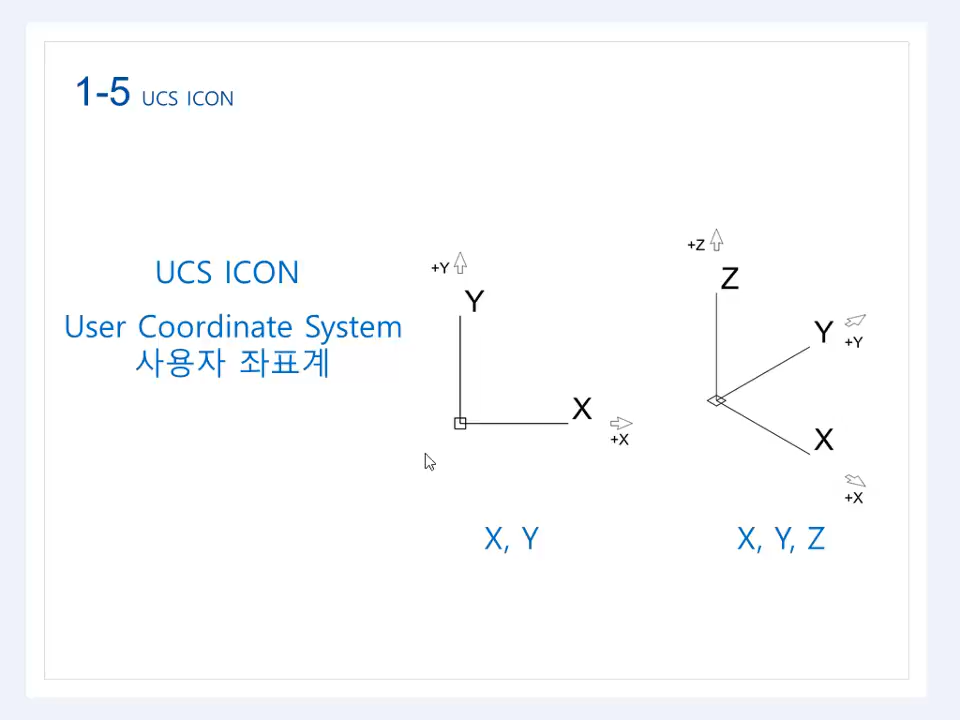 1-5 UCS ICON
UCS ICON
User Coordinate System
사용자 좌표계
+Y
Y
X
+X
X, Y
+Z
Z
Y
+Y
X
+X
X, Y, Z